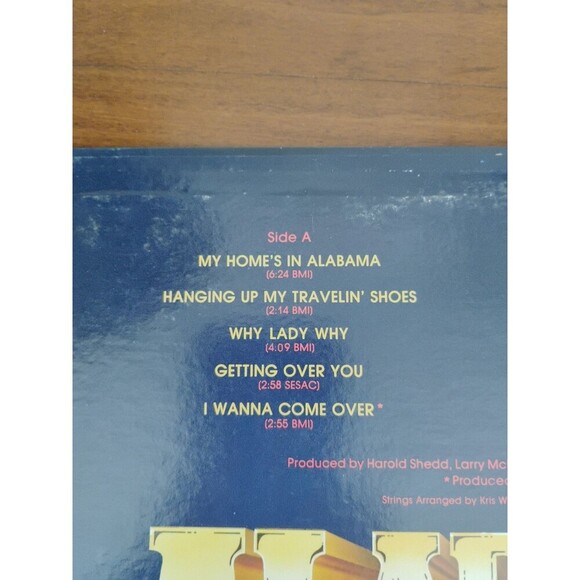 Side A
MY HOME'S IN ALABAMA
(6:24 BMI)
HANGING UP MY TRAVELIN' SHOES
(2:14 BMI)
WHY LADY WHY
(4:09 BMI)
GETTING OVER YOU
(2:58 SESAC)
I WANNA COME OVER*
(2:55 BMI)
Produced by Harold Shedd, Larry Mc
*Produced
Strings Arranged by Kris W